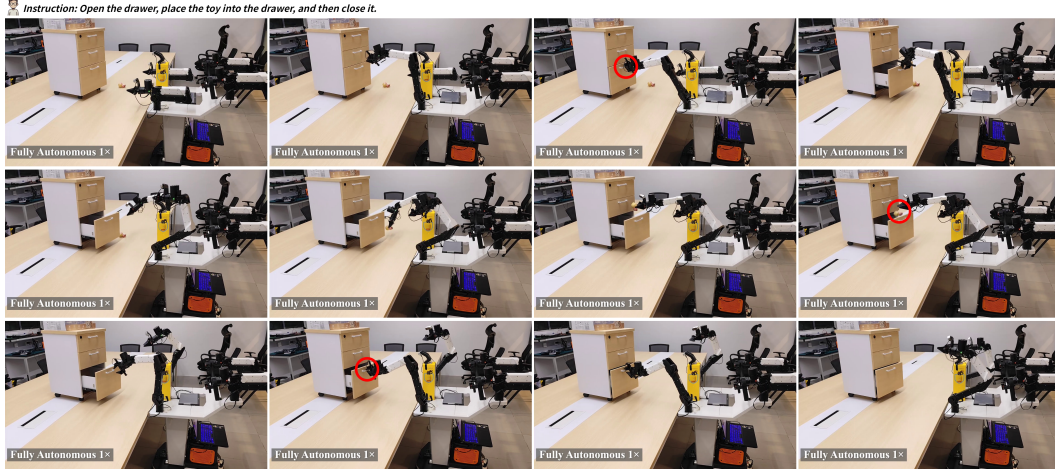 Instruction: Open the drawer, place the toy into the drawer, and then close it.
Fully Autonomous 1×
Fully Autonomous 1×
Fully Autonomous 1×
Fully Autonomous 1×
Fully Autonomous 1×
Fully Autonomous 1×
Fully Autonomous 1×
Fully Autonomous 1×
Fully Autonomous 1×
Fully Autonomous 1×
Fully Autonomous 1×
Fully Autonomous 1×